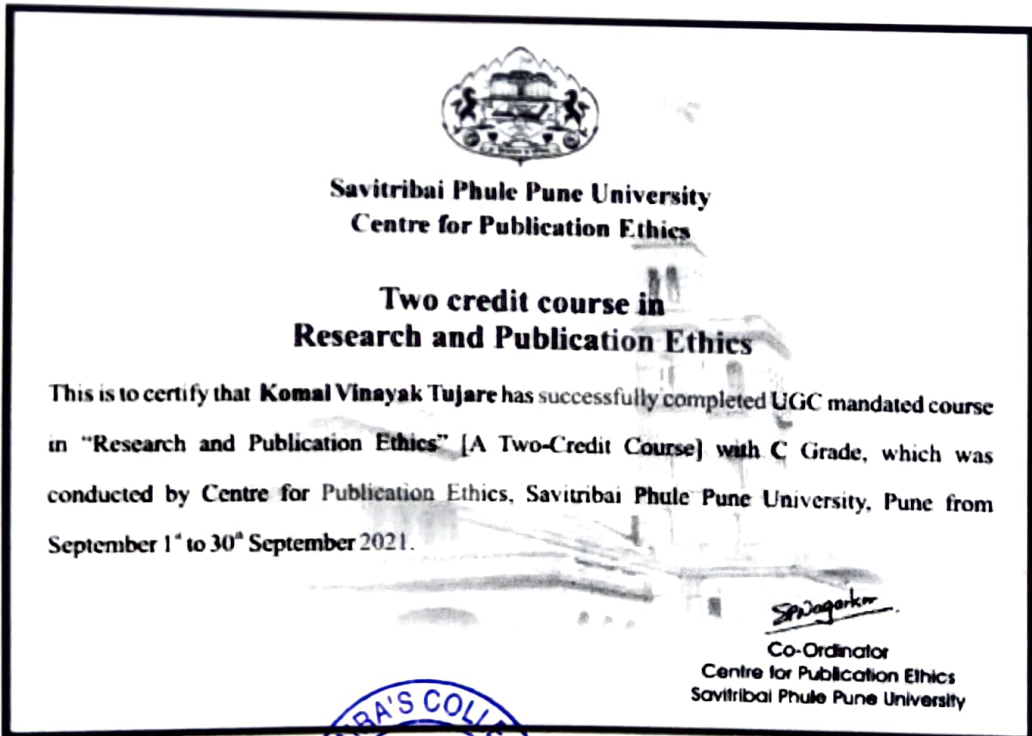 Savitribai Phule Pune University
Centre for Publication Ethics
Two credit course in
Research and Publication Ethics
This is to certify that Komal Vinayak Tujare has successfully completed UGC mandated course
in “Research and Publication Ethics” [A Two-Credit Course] with C Grade, which was
conducted by Centre for Publication Ethics, Savitribai Phule Pune University, Pune from
September 1st to 30th September 2021.
Co-Ordinator
Centre for Publication Ethics
Savitribai Phule Pune University